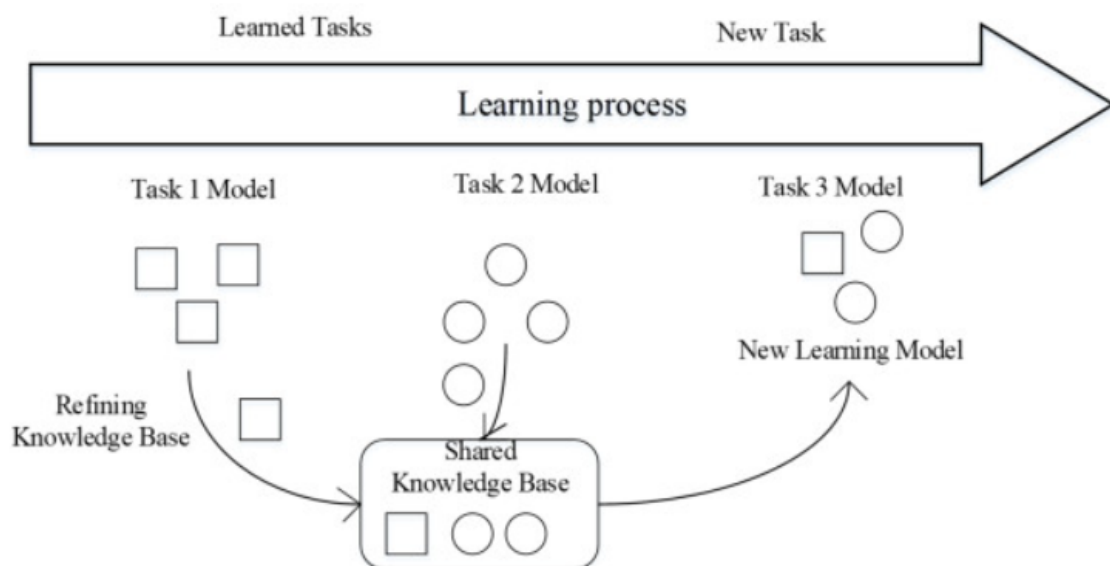 Learned Tasks
New Task
Learning process
Task 1 Model
Task 2 Model
Task 3 Model
New Learning Model
Refining
Knowledge Base
Shared
Knowledge Base